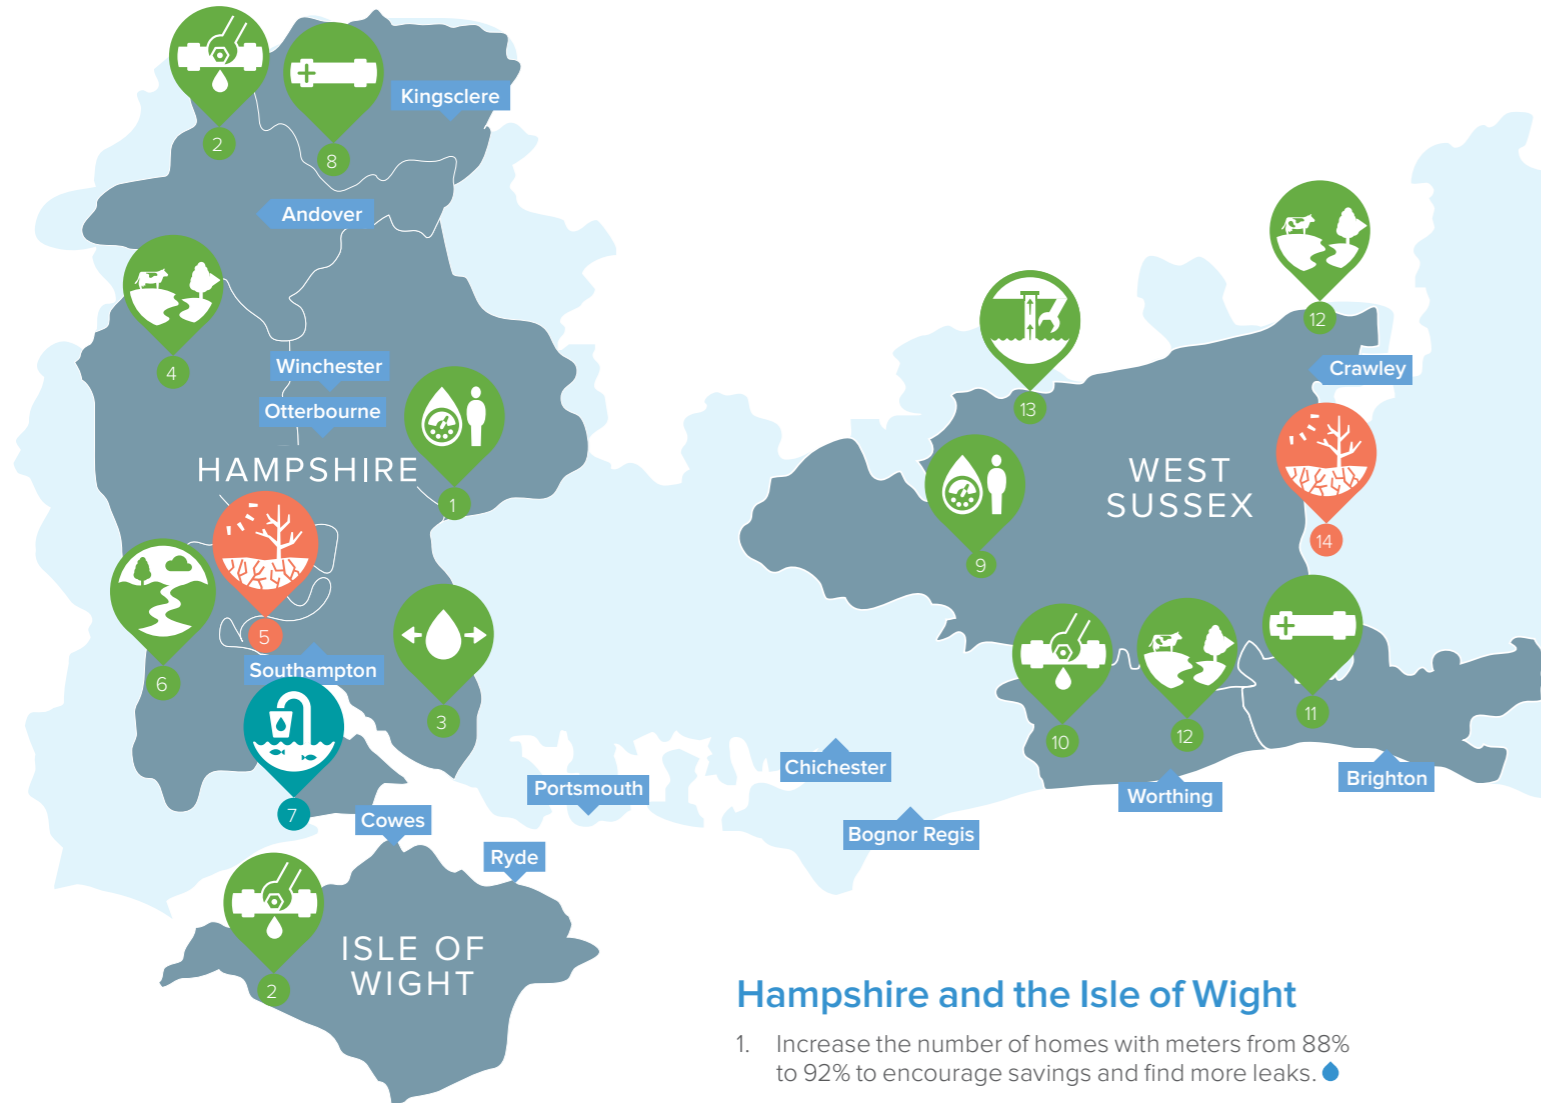 2
8
Kingsclere
Andover
4
Winchester
Otterbourne
HAMPSHIRE
1
5
6
Southampton
3
7
Cowes
Ryde
Portsmouth
2
ISLE OF
WIGHT
12
13
Crawley
WEST
SUSSEX
14
9
10
12
11
Chichester
Bognor Regis
Worthing
Brighton
Hampshire and the Isle of Wight
1. Increase the number of homes with meters from 88%
to 92% to encourage savings and find more leaks.